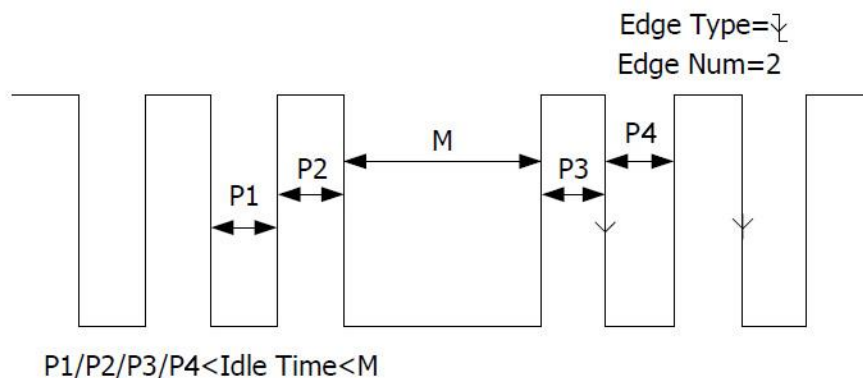 Edge Type=
Edge Num=2
M
P4
P2
P3
P1
P1/P2/P3/P4<Idle Time<M